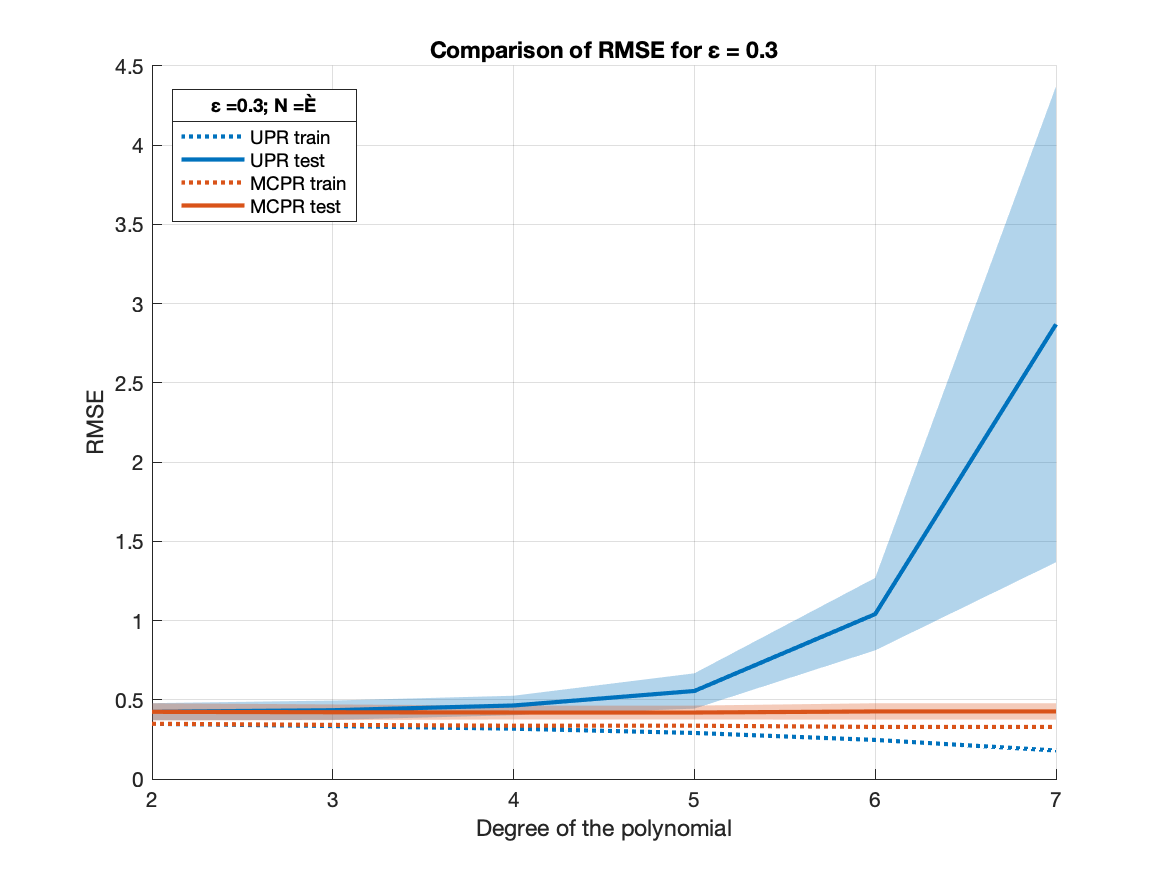 Comparison of RMSE for ε = 0.3
4.5
4
3.5
3
2.5
2
1.5
1
0.5
0
RMSE
ε =0.3; N =È
UPR train
UPR test
MCPR train
MCPR test
2 3 4 5 6 7
Degree of the polynomial